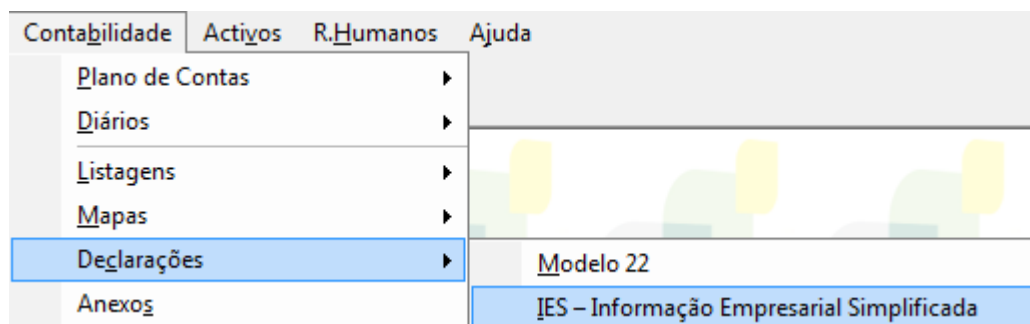 Contabilidade Activos R.Humanos Ajuda
Plano de Contas
Diários
Listagens
Mapas
Declarações
Modelo 22
Anexos
IES – Informação Empresarial Simplificada